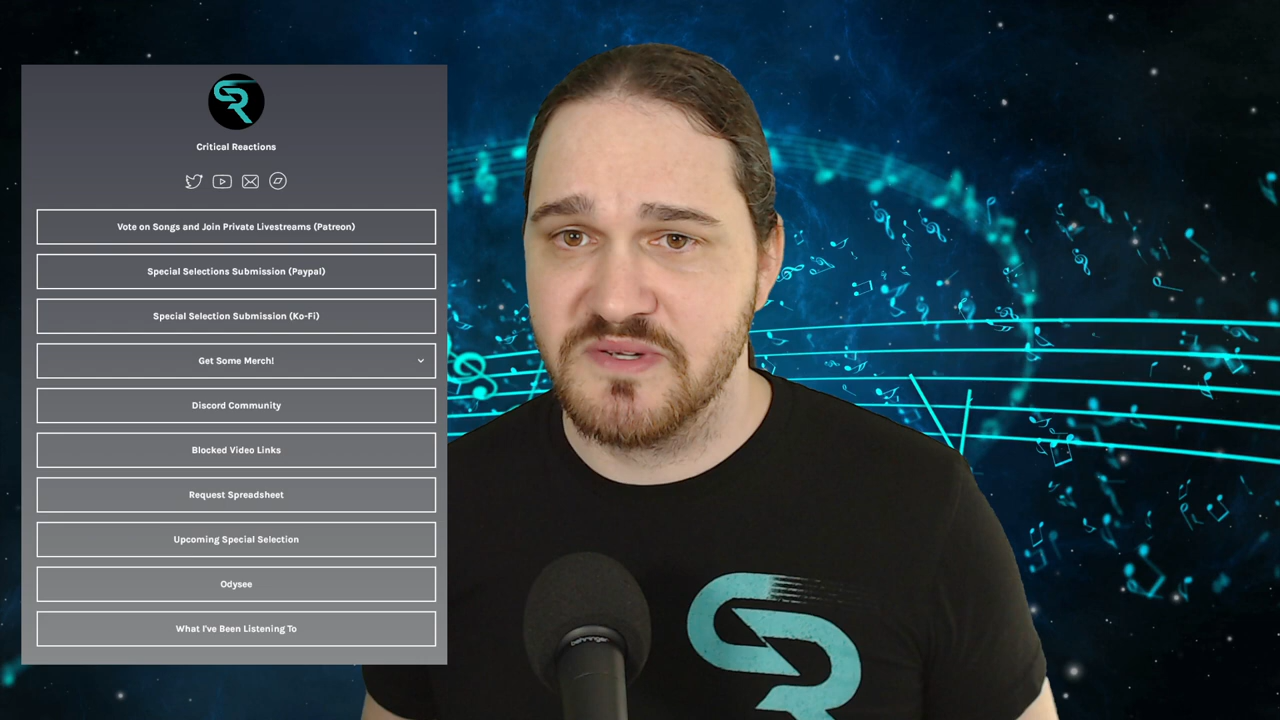 Critical Reactions
Vote on Songs and Join Private Livestreams (Patreon)
Special Selections Submission (Paypal)
Special Selection Submission (Ko-Fi)
Get Some Merch!
Discord Community
Blocked Video Links
Request Spreadsheet
Upcoming Special Selection
Odysee
What I've Been Listening To
behringer